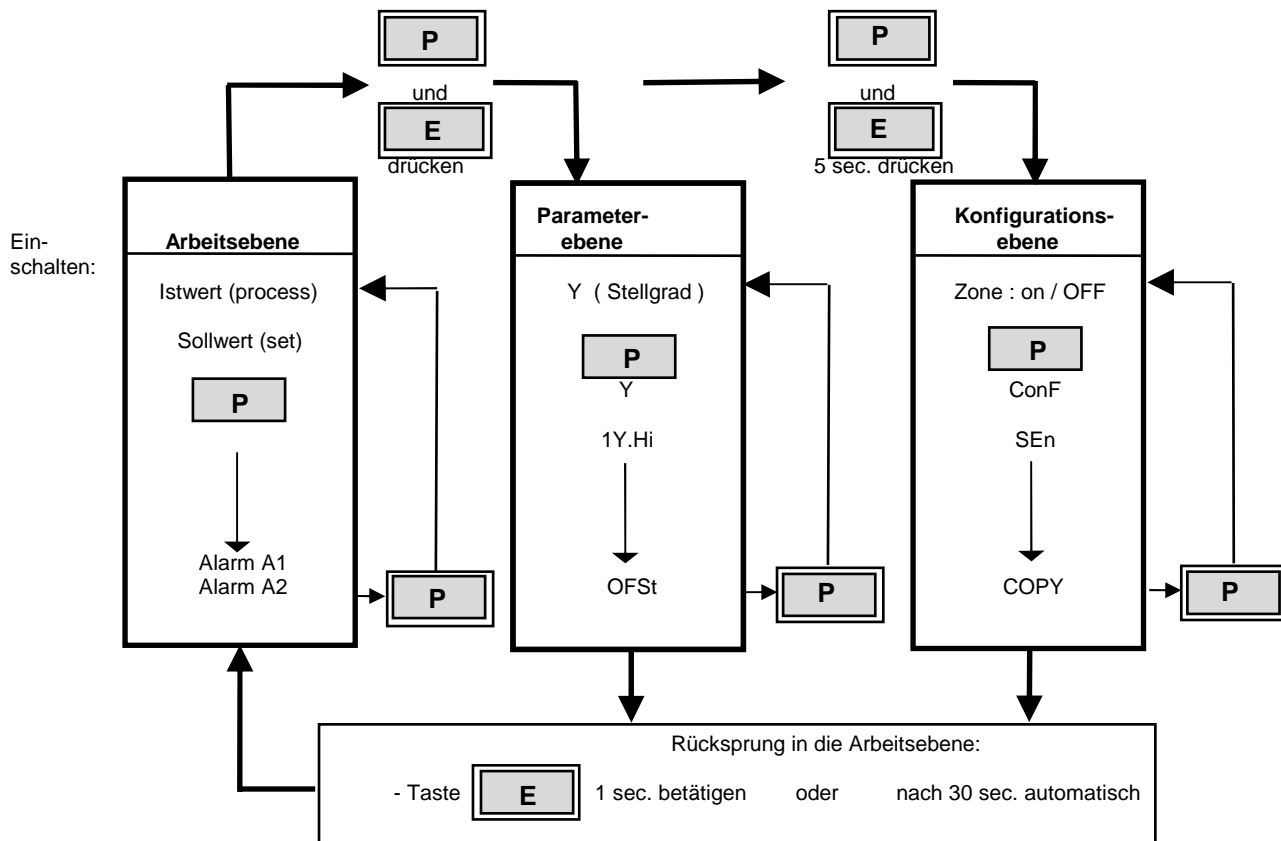 P
P
und
und
E
E
drücken
5 sec. drücken
Ein-
schalten:
Arbeitsebene
Istwert (process)
Sollwert (set)
P
Alarm A1
Alarm A2
P
Parameter-
ebene
Y ( Stellgrad )
P
Y
1Y.Hi
OFSt
P
Konfigurations-
ebene
Zone : on / OFF
P
ConF
SEn
COPY
P
Rücksprung in die Arbeitsebene:
- Taste E 1 sec. betätigen oder nach 30 sec. automatisch